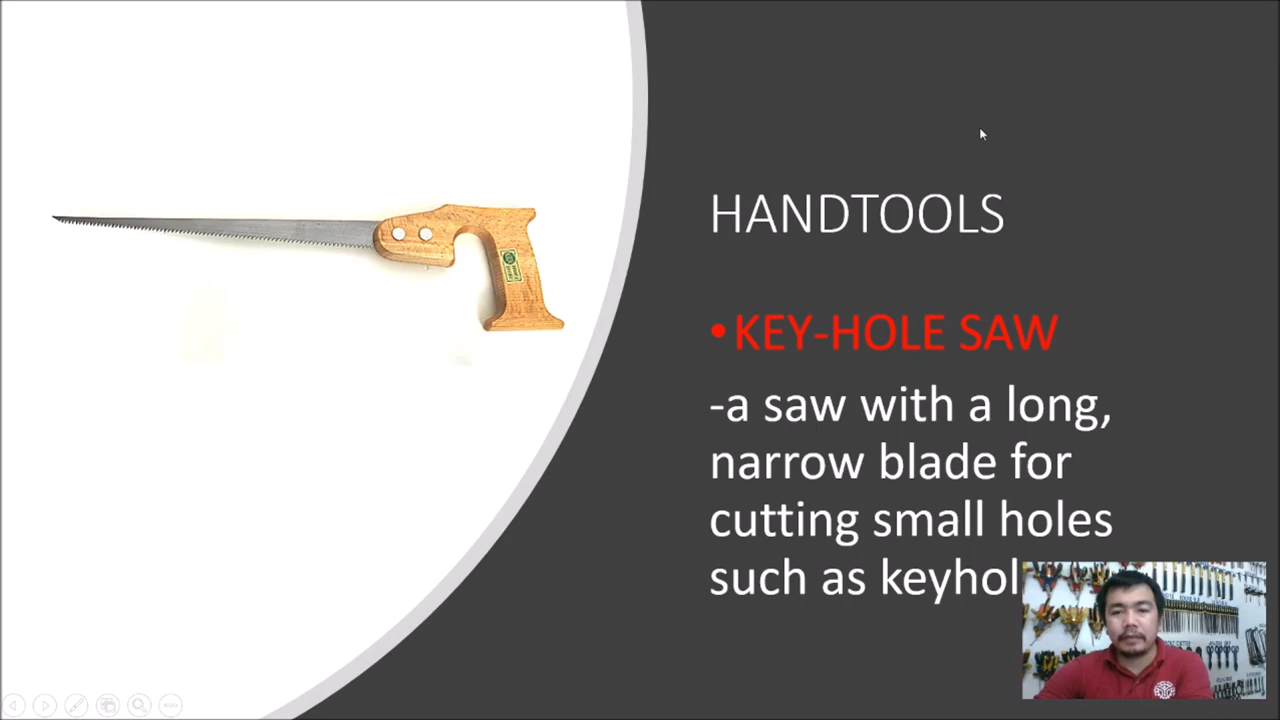 HANDTOOLS
•KEY-HOLE SAW
-a saw with a long,
narrow blade for
cutting small holes
such as